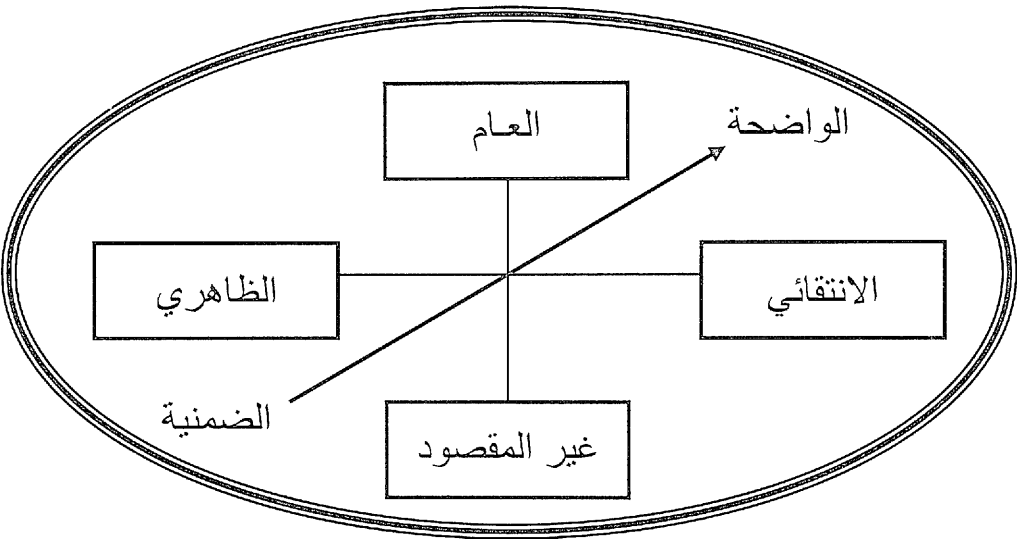 العام
الواضحة
الانتقائي
الظاهري
الضمنية
غير المقصود